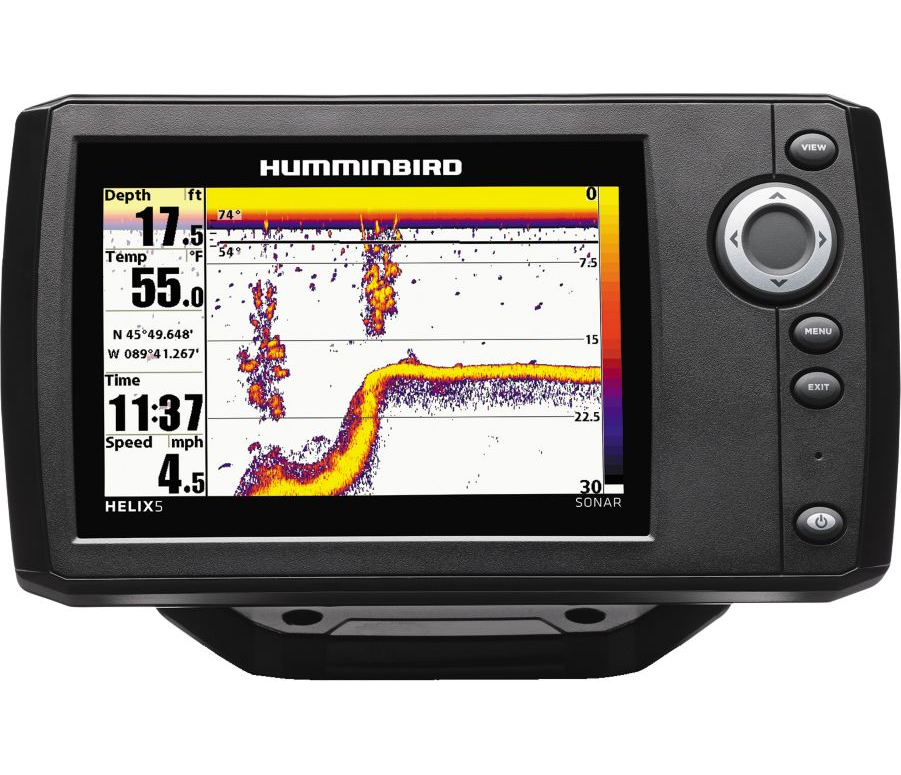 HUMMINBIRD
Depth ft
17.5
Temp °F
55.0
N 45°49.648'
W 089°41.267'
Time
11:37
Speed mph
4.5
74°
54°
0
7.5
15
22.5
30
HELIX5
SONAR
VIEW
MENU
EXIT